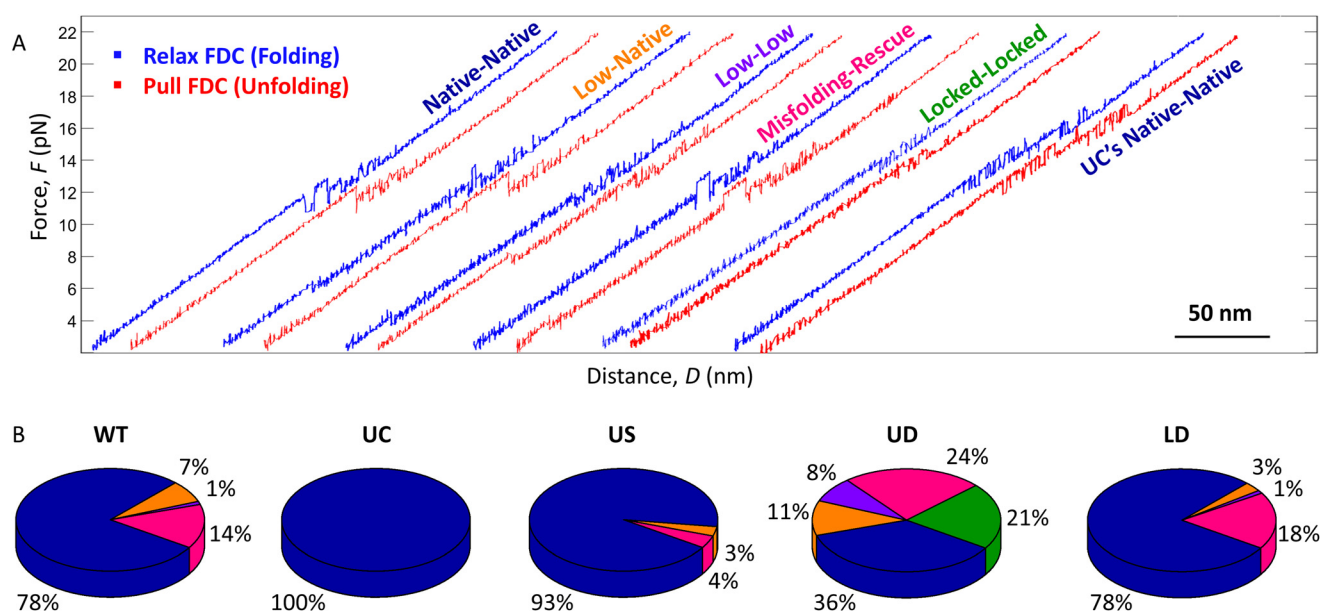 A
22
20
18
16
14
12
10
8
6
4
Force, F (pN)
Relax FDC (Folding)
Pull FDC (Unfolding)
Native-Native
Low-Native
Low-Low
Misfolding-Rescue
Locked-Locked
UC's Native-Native
50 nm
Distance, D (nm)
B
WT
UC
US
UD
LD
7%
1%
14%
78%
100%
3%
4%
93%
24%
8%
11%
21%
36%
3%
1%
18%
78%